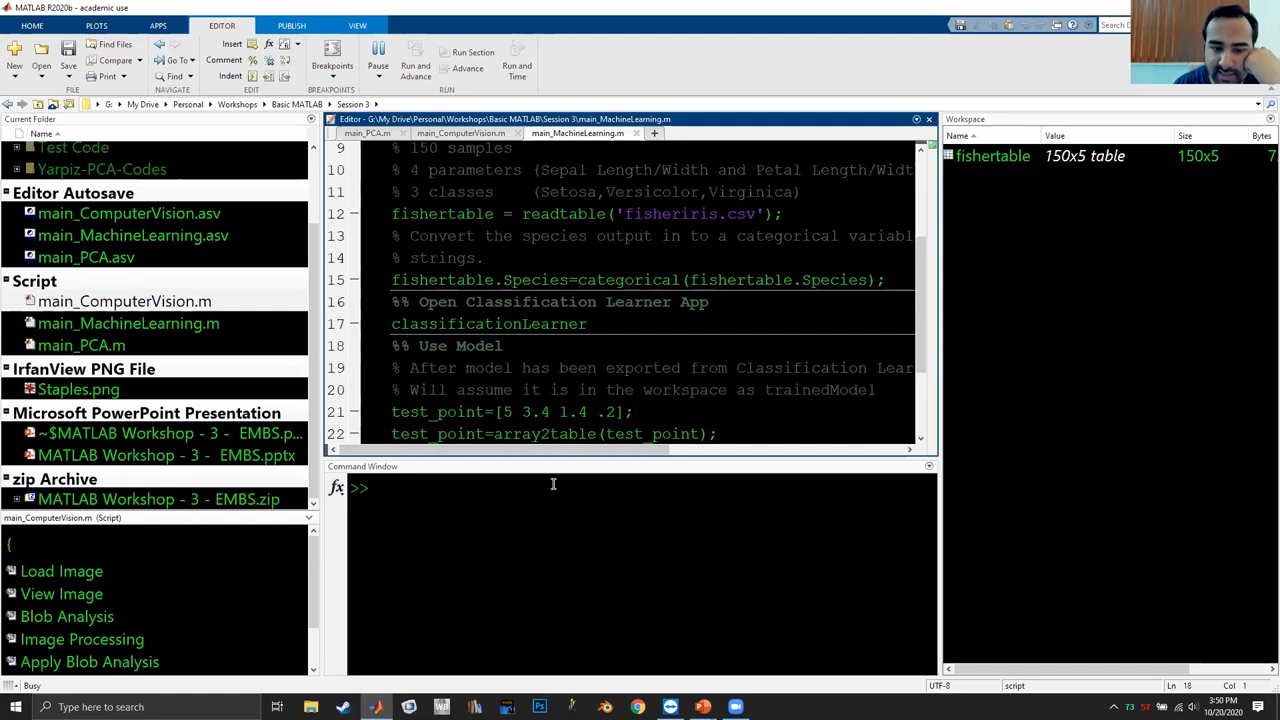 MATLAB R2020b - academic use
HOME PLOTS APPS EDITOR PUBLISH VIEW
Search Doc
New Open Save
Find Files
Compare
Print
Go To
Find
Insert
Comment
Indent
Breakpoints
Pause
Run and
Advance
Run Section
Advance
Run and
Time
FILE NAVIGATE EDIT BREAKPOINTS RUN
G: My Drive Personal Workshops Basic MATLAB Session 3
Current Folder
Name
Test Code
Yarpiz-PCA-Codes
Editor Autosave
main_ComputerVision.asv
main_MachineLearning.asv
main_PCA.asv
Script
main_ComputerVision.m
main_MachineLearning.m
main_PCA.m
IrfanView PNG File
Staples.png
Microsoft PowerPoint Presentation
~$MATLAB Workshop - 3 - EMBS.p...
MATLAB Workshop - 3 - EMBS.pptx
zip Archive
MATLAB Workshop - 3 - EMBS.zip
main_ComputerVision.m (Script)
{
Load Image
View Image
Blob Analysis
Image Processing
Apply Blob Analysis
Busy
Editor - G:\My Drive\Personal\Workshops\Basic MATLAB\Session 3\main_MachineLearning.m
main_PCA.m main_ComputerVision.m main_MachineLearning.m
9 % 150 samples
10 % 4 parameters (Sepal Length/Width and Petal Length/Widt
11 % 3 classes (Setosa,Versicolor,Virginica)
12 fishertable = readtable('fisheriris.csv');
13 % Convert the species output in to a categorical variabl
14 % strings.
15 fishertable.Species=categorical(fishertable.Species);
16 %% Open Classification Learner App
17 classificationLearner
18 %% Use Model
19 % After model has been exported from Classification Lear
20 % Will assume it is in the workspace as trainedModel
21 test_point=[5 3.4 1.4 .2];
22 test_point=array2table(test_point);
Command Window
fx >>
Workspace
Name Value Size Bytes
fishertable 150x5 table 150x5 7
UTF-8 script Ln 18 Col 1
Type here to search
WB
73 57
3:50 PM
10/20/2020